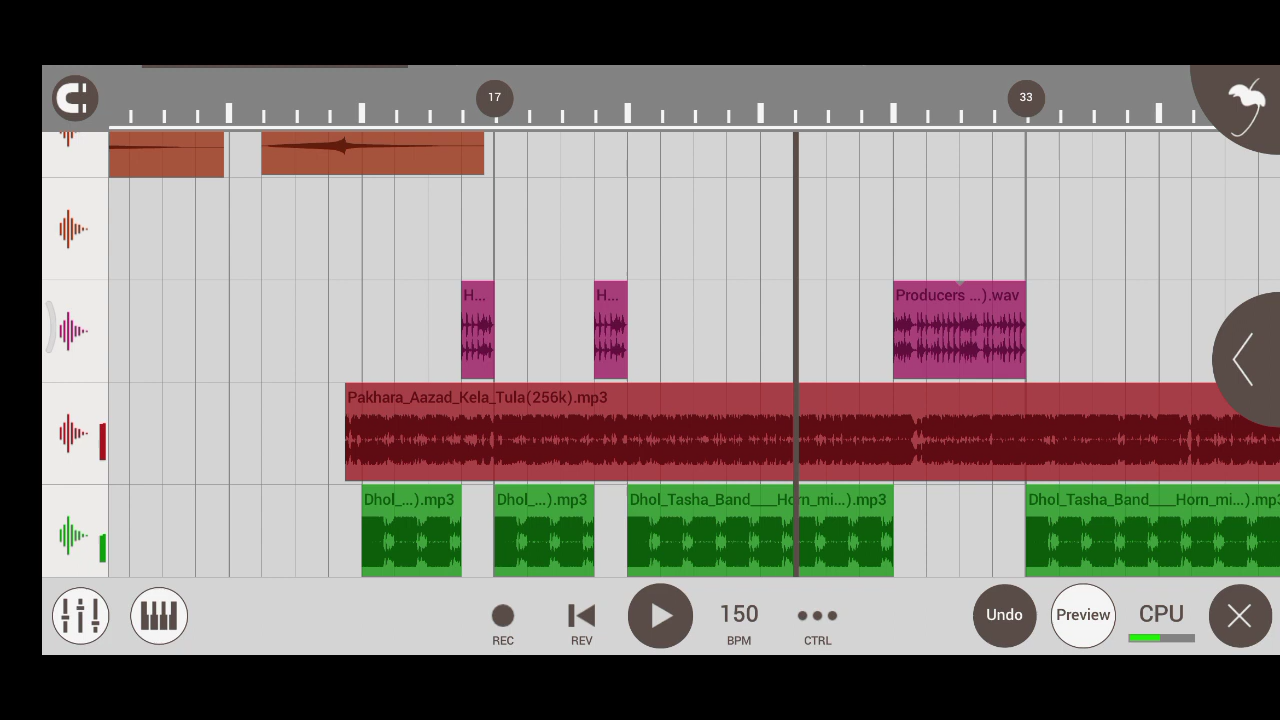 17
33
H...
H...
Producers ...).wav
Pakhara_Aazad_Kela_Tula(256k).mp3
Dhol_...).mp3
Dhol_...).mp3
Dhol_Tasha_Band___Horn_mi...).mp3
Dhol_Tasha_Band___Horn_mi...).mp3
REC
REV
150
BPM
CTRL
Undo
Preview
CPU